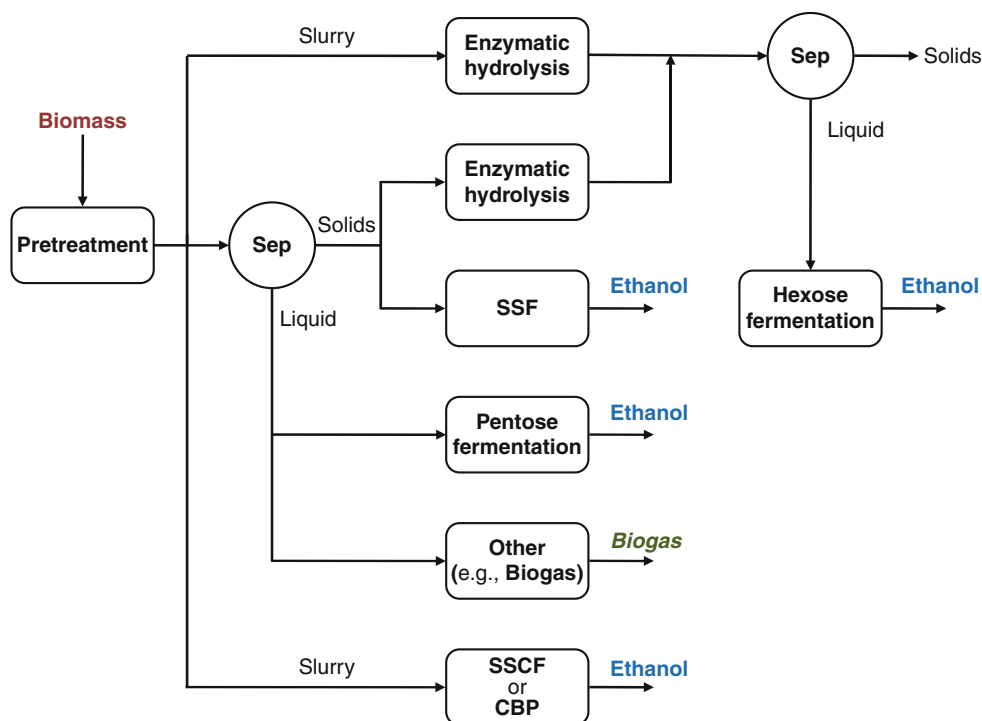 Slurry
Enzymatic
hydrolysis
Sep
Solids
Biomass
Liquid
Enzymatic
hydrolysis
Pretreatment
Sep
Solids
Liquid
SSF
Ethanol
Hexose
fermentation
Ethanol
Pentose
fermentation
Ethanol
Other
(e.g., Biogas)
Biogas
Slurry
SSCF
or
CBP
Ethanol